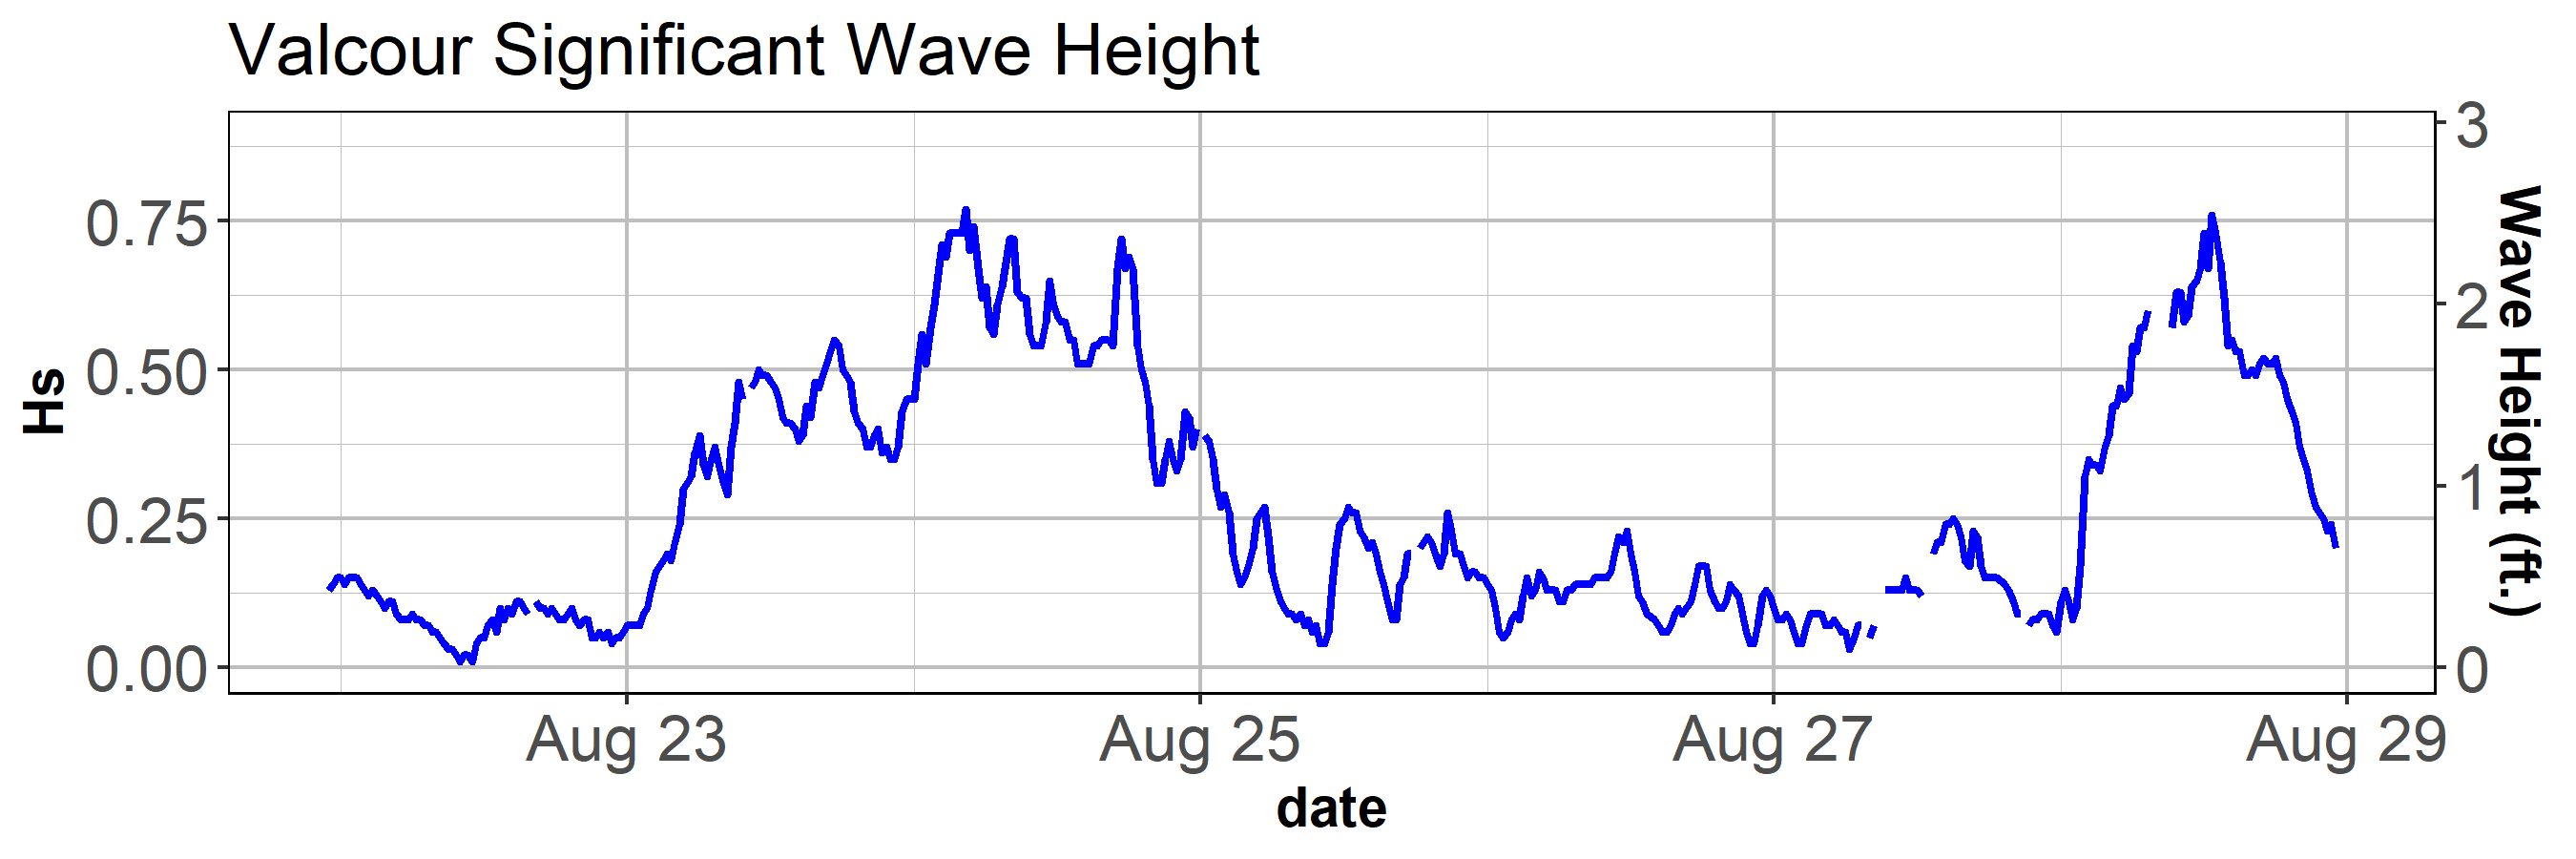 Valcour Significant Wave Height
Hs
0.75
0.50
0.25
0.00
3
2
1
0
Wave Height (ft.)
Aug 23
Aug 25
Aug 27
Aug 29
date